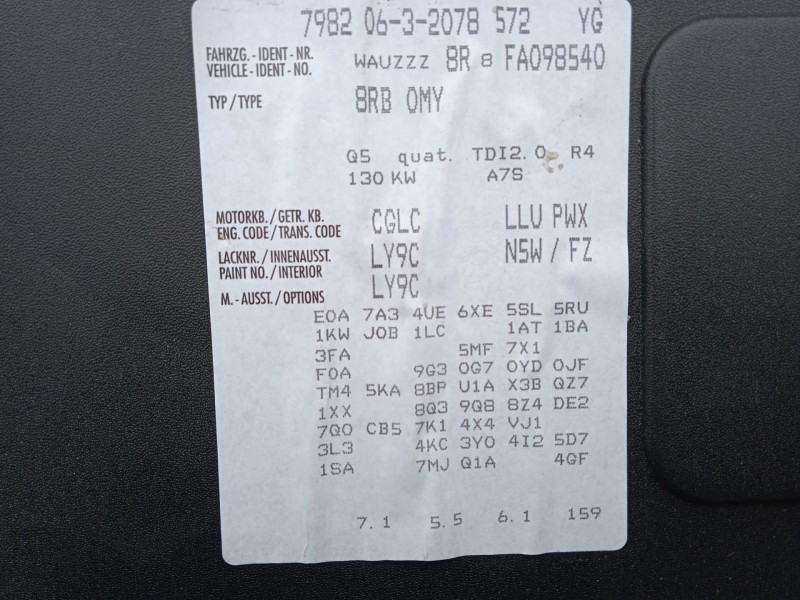 7982 06-3-2078 572 YG
FAHRZG.-IDENT-NR. WAUZZZ 8R 8 FA098540
VEHICLE-IDENT-NO.
TYP/TYPE 8RB 0MY
Q5 quat. TDI2.0 R4
130 KW A7S
MOTORKB./GETR. KB. CGLC LLU PWX
ENG. CODE/TRANS. CODE
LACKNR./INNENAUSST. LY9C N5W / FZ
PAINT NO./INTERIOR
M.-AUSST./OPTIONS LY9C
E0A 7A3 4UE 6XE 5SL 5RU
1KW J0B 1LC 1AT 1BA
3FA 5MF 7X1
F0A 9G3 0G7 0YD 0JF
TM4 5KA 8BP U1A X3B QZ7
1XX 8Q3 9Q8 8Z4 DE2
7Q0 CB5 7K1 4X4 VJ1
3L3 4KC 3Y0 4I2 5D7
1SA 7MJ Q1A 4GF
7.1 5.5 6.1 159